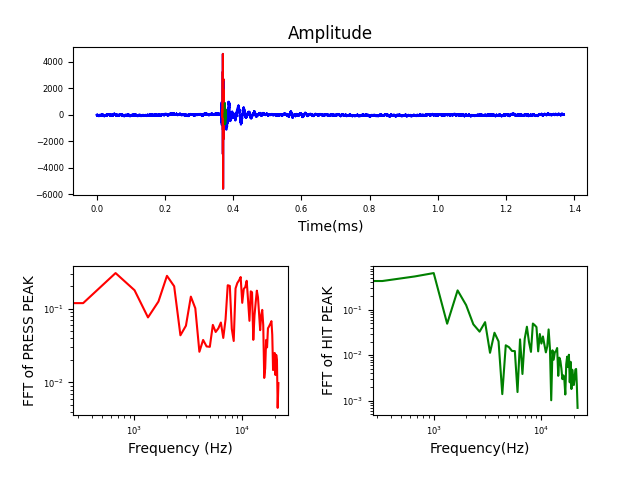 Amplitude
4000
2000
0
−2000
−4000
−6000
0.0 0.2 0.4 0.6 0.8 1.0 1.2 1.4
Time(ms)
FFT of PRESS PEAK
10⁻¹
10⁻²
10³ 10⁴
Frequency (Hz)
FFT of HIT PEAK
10⁻¹
10⁻²
10⁻³
10³ 10⁴
Frequency(Hz)